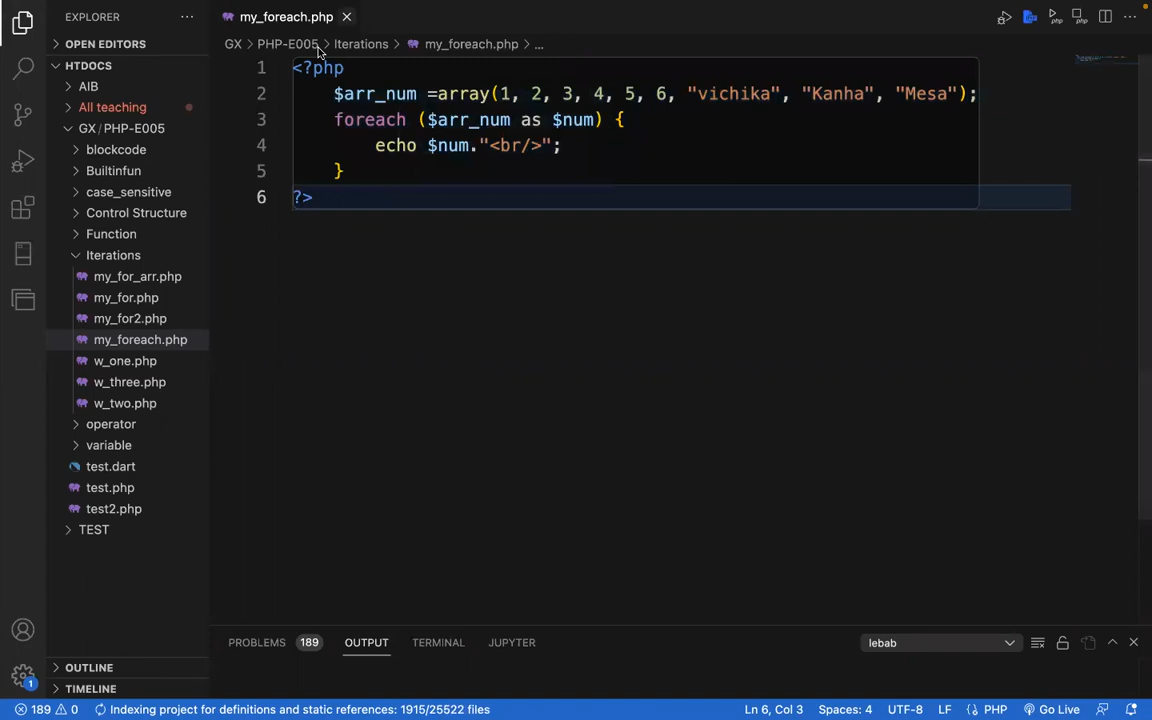 EXPLORER
my_foreach.php
OPEN EDITORS
HTDOCS
AIB
All teaching
GX / PHP-E005
blockcode
Builtinfun
case_sensitive
Control Structure
Function
Iterations
my_for_arr.php
my_for.php
my_for2.php
my_foreach.php
w_one.php
w_three.php
w_two.php
operator
variable
test.dart
test.php
test2.php
TEST
OUTLINE
TIMELINE
GX > PHP-E005 > Iterations > my_foreach.php > ...
1 <?php
2 $arr_num =array(1, 2, 3, 4, 5, 6, "vichika", "Kanha", "Mesa");
3 foreach ($arr_num as $num) {
4 echo $num."<br/>";
5 }
6 ?>
PROBLEMS 189 OUTPUT TERMINAL JUPYTER lebab
1
189 0 Indexing project for definitions and static references: 1915/25522 files Ln 6, Col 3 Spaces: 4 UTF-8 LF PHP Go Live